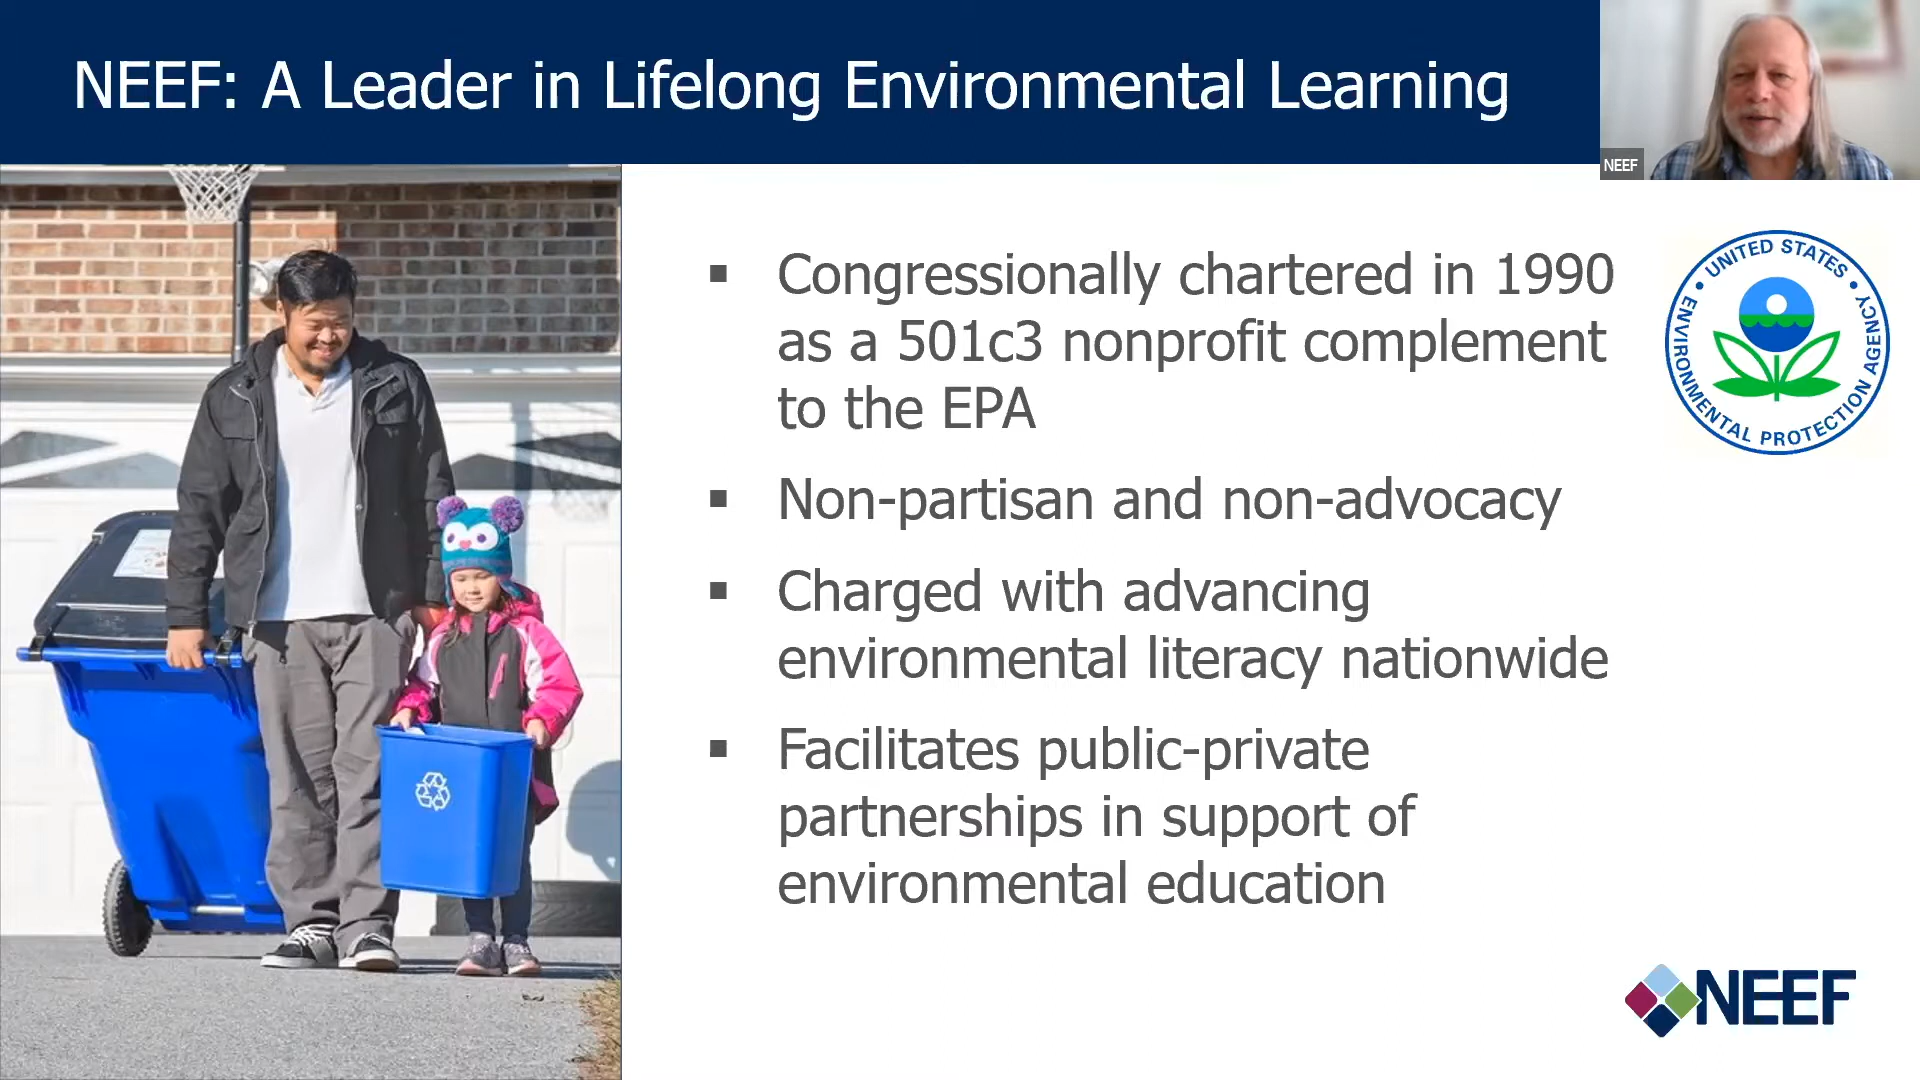 NEEF: A Leader in Lifelong Environmental Learning
NEEF
▪ Congressionally chartered in 1990
as a 501c3 nonprofit complement
to the EPA
▪ Non-partisan and non-advocacy
▪ Charged with advancing
environmental literacy nationwide
▪ Facilitates public-private
partnerships in support of
environmental education
UNITED STATES
ENVIRONMENTAL PROTECTION AGENCY
NEEF